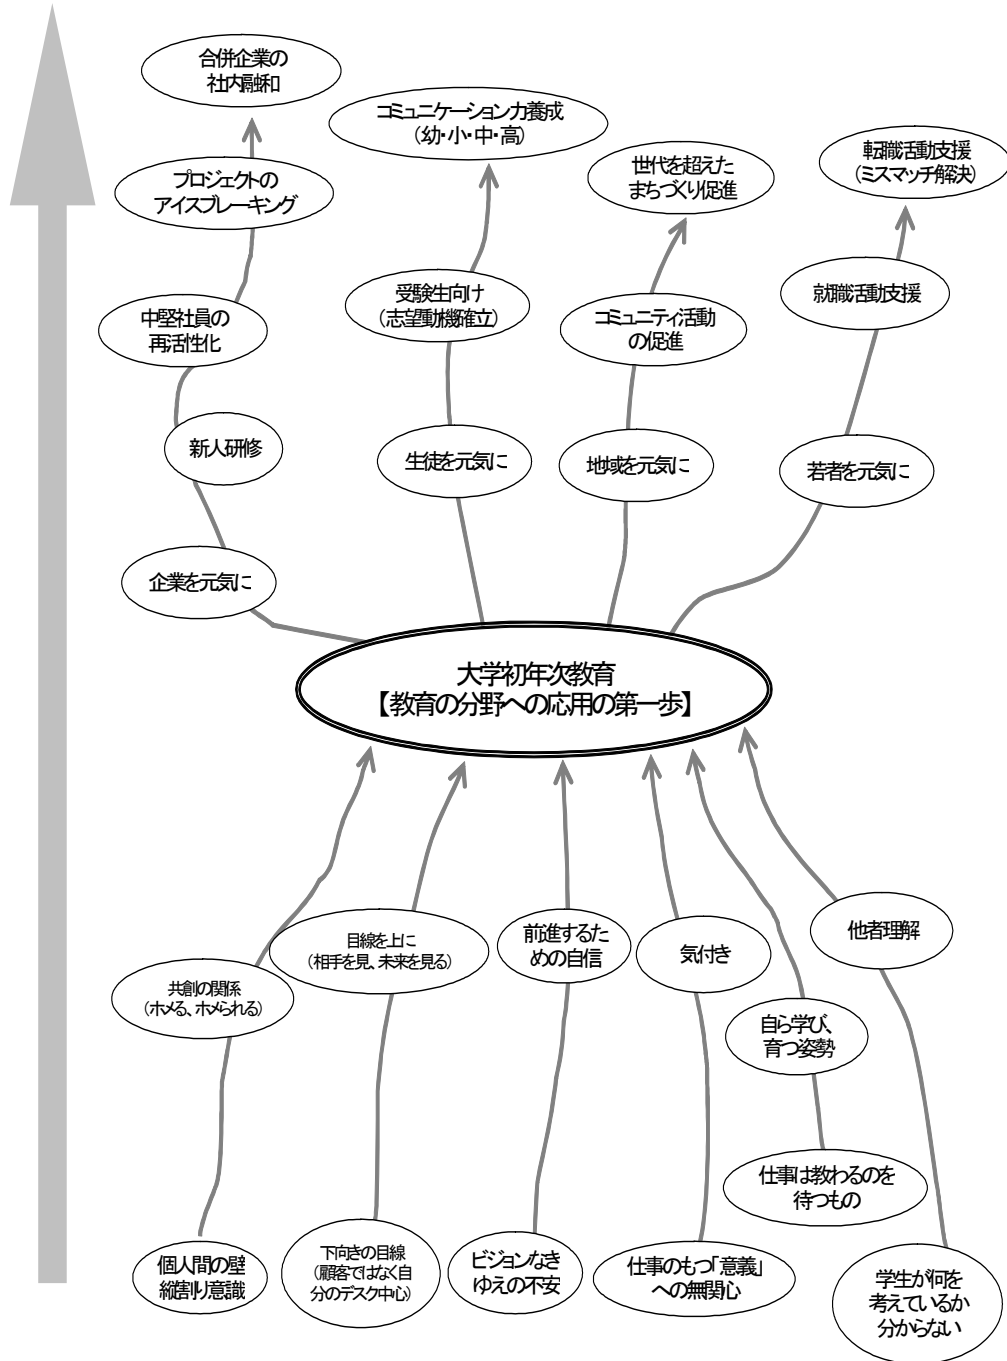 合併企業の
社内融和
コミュニケーション力養成
（幼・小・中・高）
世代を超えた
まちづくり促進
転職活動支援
（ミスマッチ解決）
プロジェクトの
アイスブレーキング
受験生向け
（志望動機確立）
就職活動支援
中堅社員の
再活性化
コミュニティ活動
の促進
新人研修
生徒を元気に
地域を元気に
若者を元気に
企業を元気に
大学初年次教育
【教育の分野への応用の第一歩】
共創の関係
（ホメる、ホメられる）
目線を上に
（相手を見、未来を見る）
前進するた
めの自信
気付き
他者理解
自ら学び、
育つ姿勢
仕事は教わるのを
待つもの
個人間の壁
縦割り意識
下向きの目線
（顧客ではなく自
分のデスク中心）
ビジョンなき
ゆえの不安
仕事のもつ「意義」
への無関心
学生が何を
考えているか
分からない